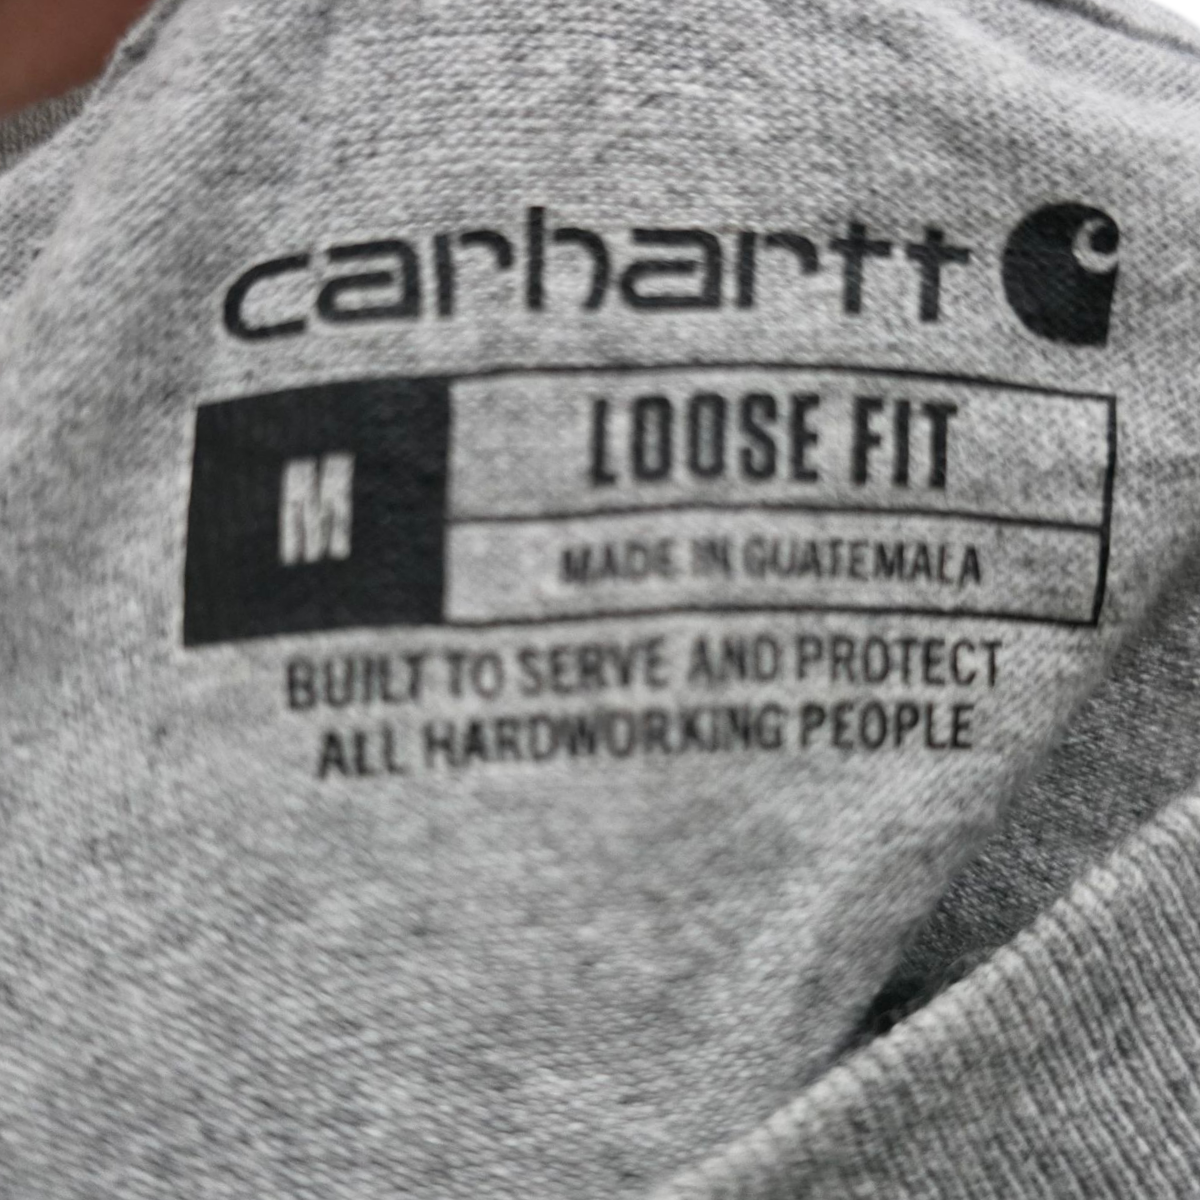 carhartt
M
LOOSE FIT
MADE IN GUATEMALA
BUILT TO SERVE AND PROTECT
ALL HARDWORKING PEOPLE